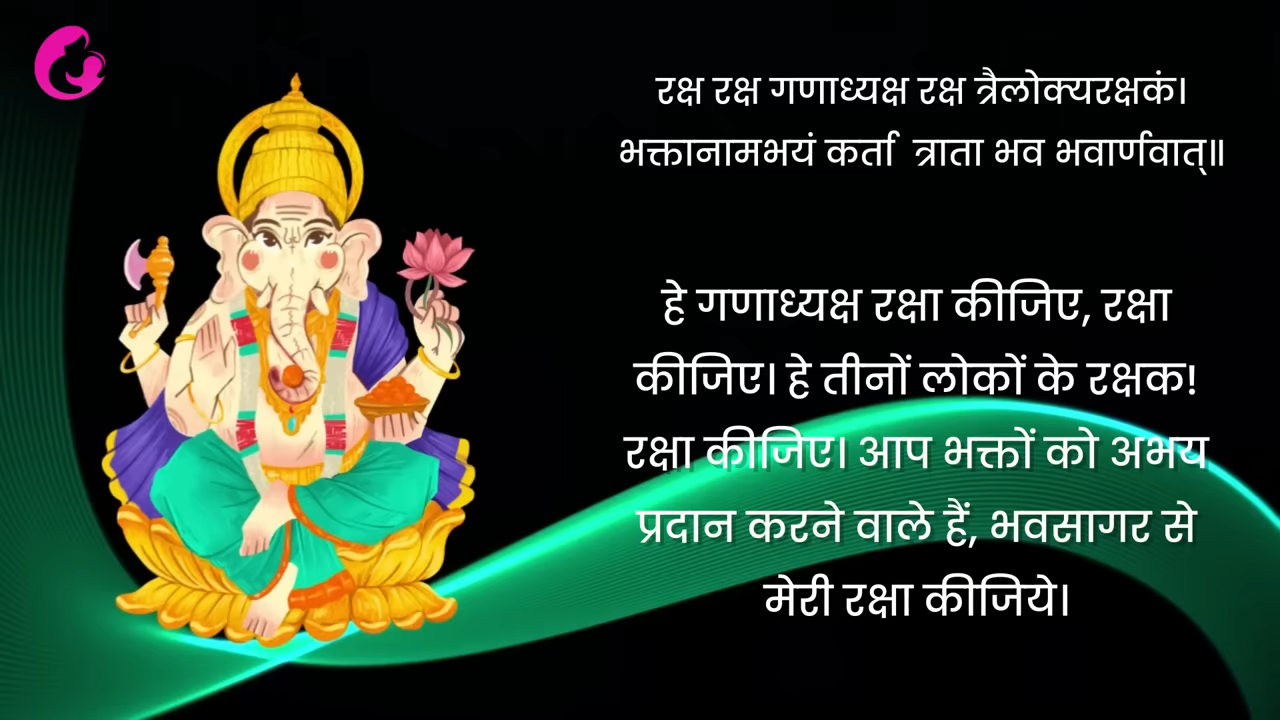 रक्ष रक्ष गणाध्यक्ष रक्ष त्रैलोक्यरक्षकं।
भक्तानामभयं कर्ता त्राता भव भवार्णवात्॥
हे गणाध्यक्ष रक्षा कीजिए, रक्षा
कीजिए। हे तीनों लोकों के रक्षक!
रक्षा कीजिए। आप भक्तों को अभय
प्रदान करने वाले हैं, भवसागर से
मेरी रक्षा कीजिये।